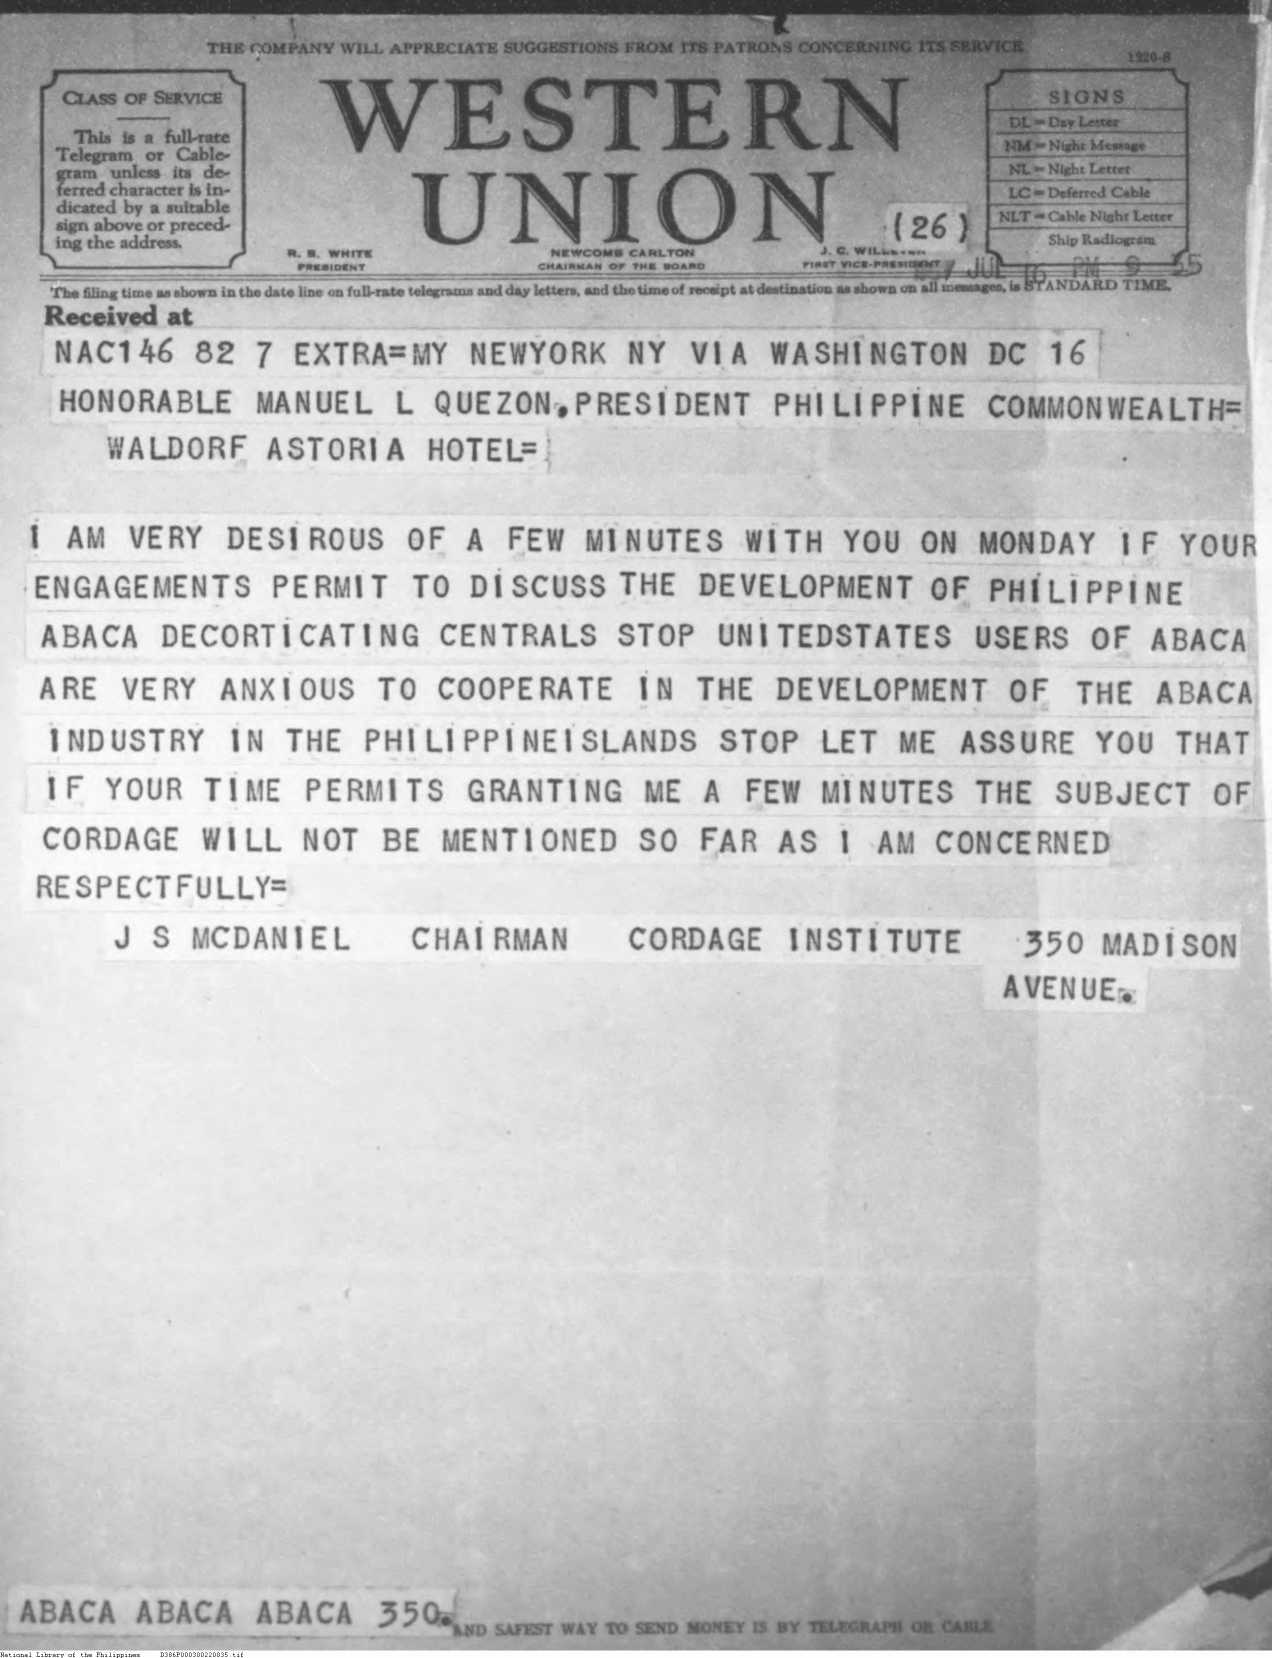 THE COMPANY WILL APPRECIATE SUGGESTIONS FROM ITS PATRONS CONCERNING ITS SERVICE
1220-B
CLASS OF SERVICE
This is a full-rate
Telegram or Cable-
gram unless its de-
ferred character is in-
dicated by a suitable
sign above or preced-
ing the address.
WESTERN
UNION
(26)
R. B. WHITE
PRESIDENT
NEWCOMB CARLTON
CHAIRMAN OF THE BOARD
J. C.
FIRST VICE-PRESIDENT
SIGNS
DL = Day Letter
NM = Night Message
NL = Night Letter
LC = Deferred Cable
NLT = Cable Night Letter
Ship Radiogram
JUL 16 PM 9 55
The filing time as shown in the date line on full-rate telegrams and day letters, and the time of receipt at destination as shown on all messages, is STANDARD TIME.
Received at
NAC146 82 7 EXTRA=MY NEWYORK NY VIA WASHINGTON DC 16
HONORABLE MANUEL L QUEZON, PRESIDENT PHILIPPINE COMMONWEALTH=
WALDORF ASTORIA HOTEL=
I AM VERY DESIROUS OF A FEW MINUTES WITH YOU ON MONDAY IF YOUR
ENGAGEMENTS PERMIT TO DISCUSS THE DEVELOPMENT OF PHILIPPINE
ABACA DECORTICATING CENTRALS STOP UNITEDSTATES USERS OF ABACA
ARE VERY ANXIOUS TO COOPERATE IN THE DEVELOPMENT OF THE ABACA
INDUSTRY IN THE PHILIPPINEISLANDS STOP LET ME ASSURE YOU THAT
IF YOUR TIME PERMITS GRANTING ME A FEW MINUTES THE SUBJECT OF
CORDAGE WILL NOT BE MENTIONED SO FAR AS I AM CONCERNED
RESPECTFULLY=
J S MCDANIEL CHAIRMAN CORDAGE INSTITUTE 350 MADISON
AVENUE.
ABACA ABACA ABACA 350.
AND SAFEST WAY TO SEND MONEY IS BY TELEGRAPH OR CABLE
National Library of the Philippines D386P000300220035.tif